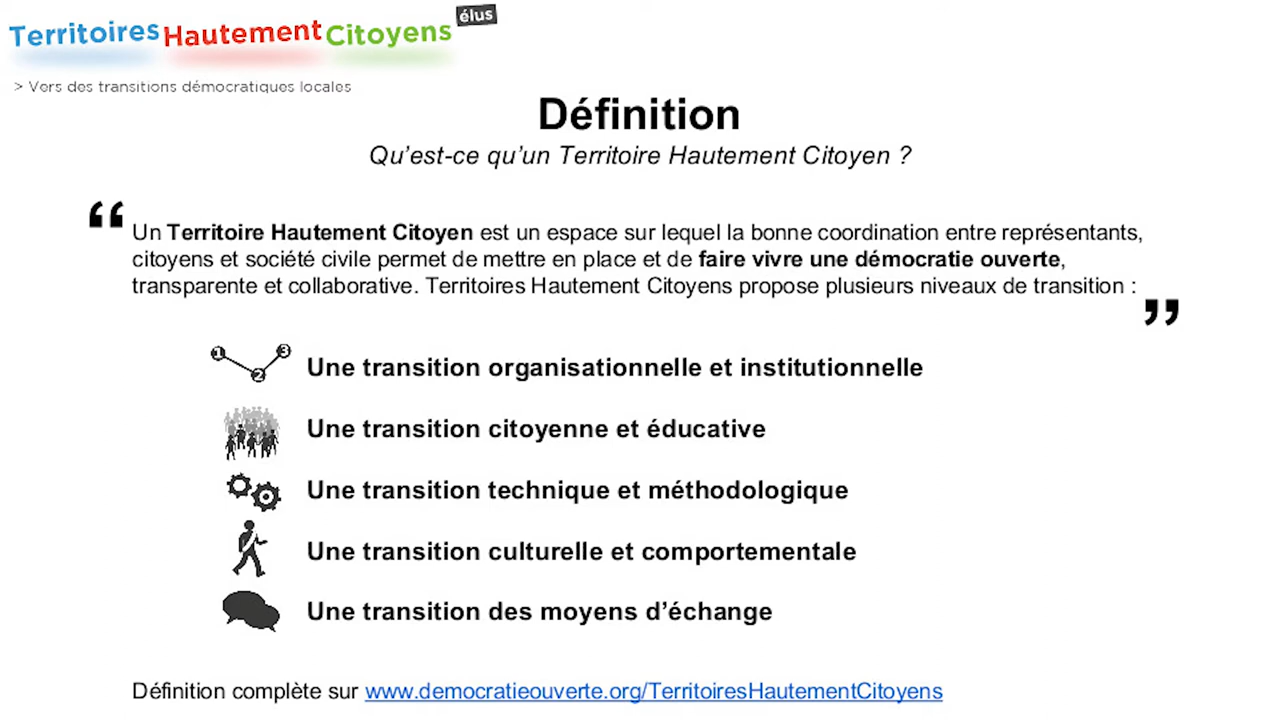 Territoires Hautement Citoyens élus
> Vers des transitions démocratiques locales
Définition
Qu’est-ce qu’un Territoire Hautement Citoyen ?
“
Un Territoire Hautement Citoyen est un espace sur lequel la bonne coordination entre représentants,
citoyens et société civile permet de mettre en place et de faire vivre une démocratie ouverte,
transparente et collaborative. Territoires Hautement Citoyens propose plusieurs niveaux de transition :
”
1 2 3
Une transition organisationnelle et institutionnelle
Une transition citoyenne et éducative
Une transition technique et méthodologique
Une transition culturelle et comportementale
Une transition des moyens d’échange
Définition complète sur www.democratieouverte.org/TerritoiresHautementCitoyens